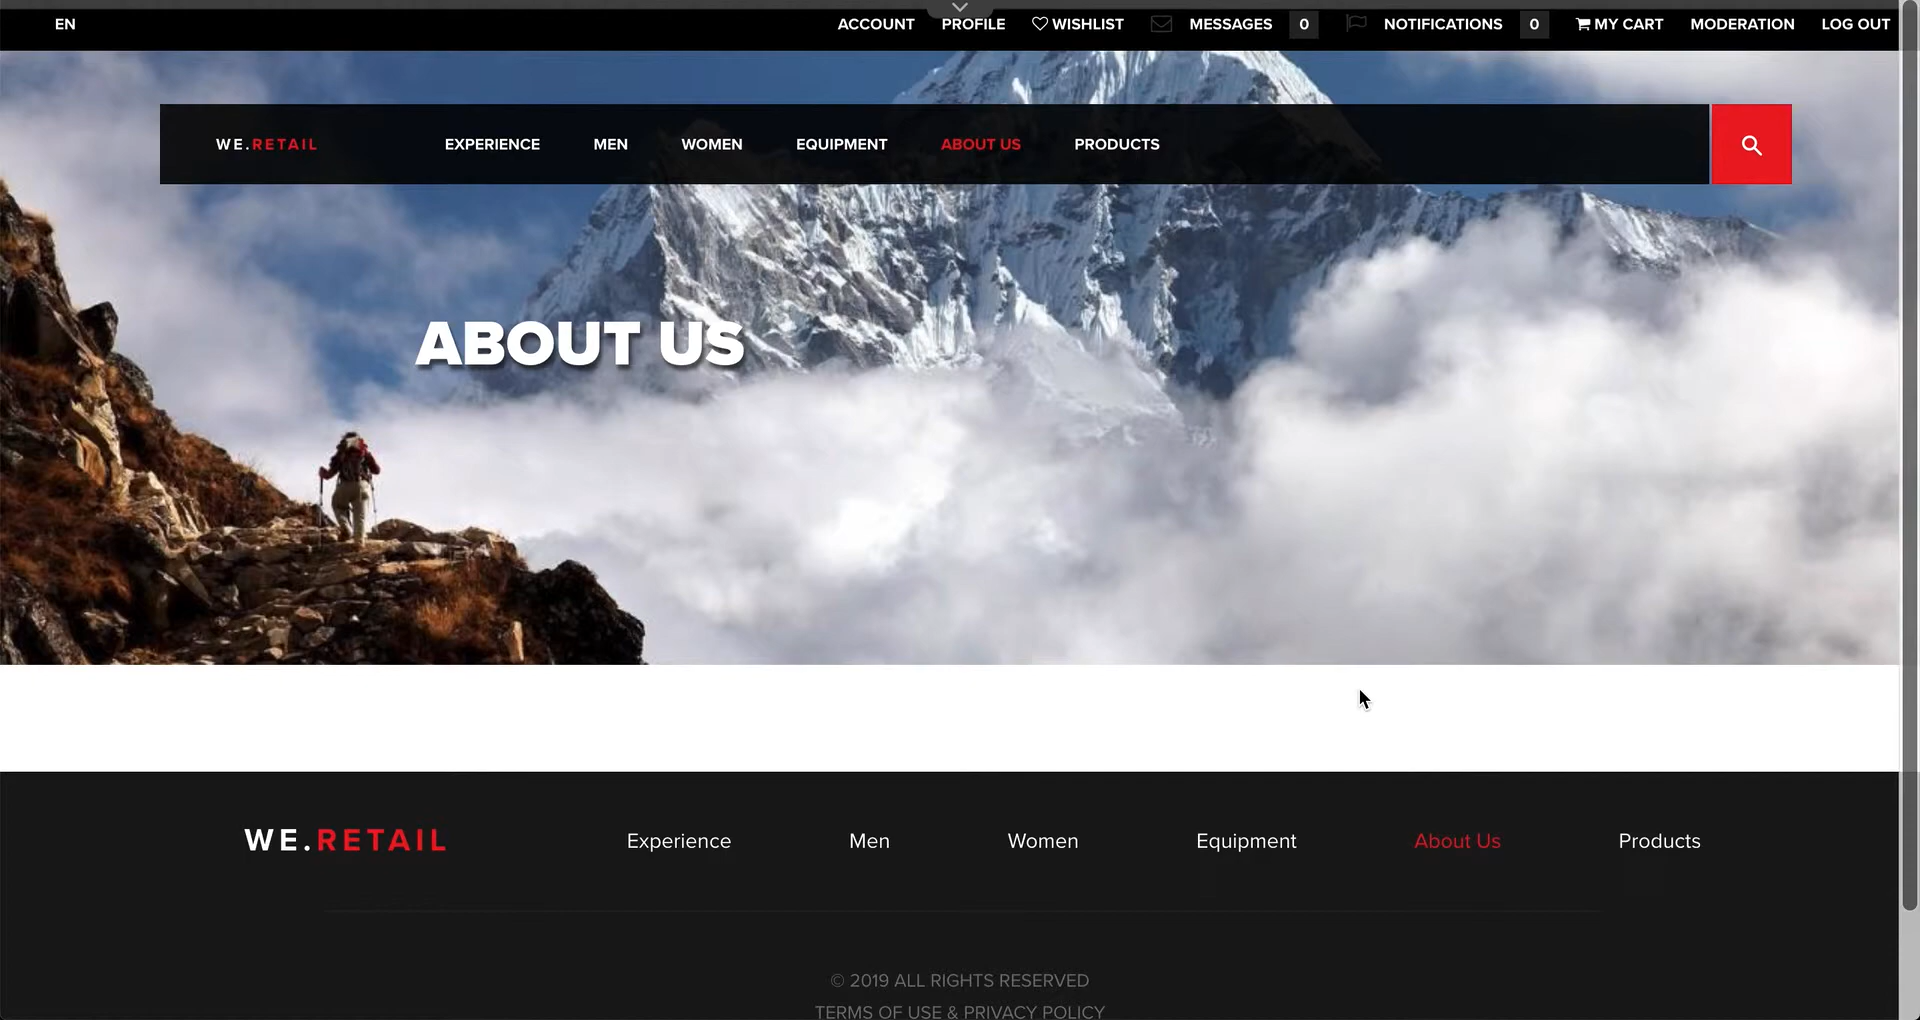 EN ACCOUNT PROFILE WISHLIST MESSAGES 0 NOTIFICATIONS 0 MY CART MODERATION LOG OUT
WE.RETAIL EXPERIENCE MEN WOMEN EQUIPMENT ABOUT US PRODUCTS
ABOUT US
WE.RETAIL Experience Men Women Equipment About Us Products
© 2019 ALL RIGHTS RESERVED
TERMS OF USE & PRIVACY POLICY